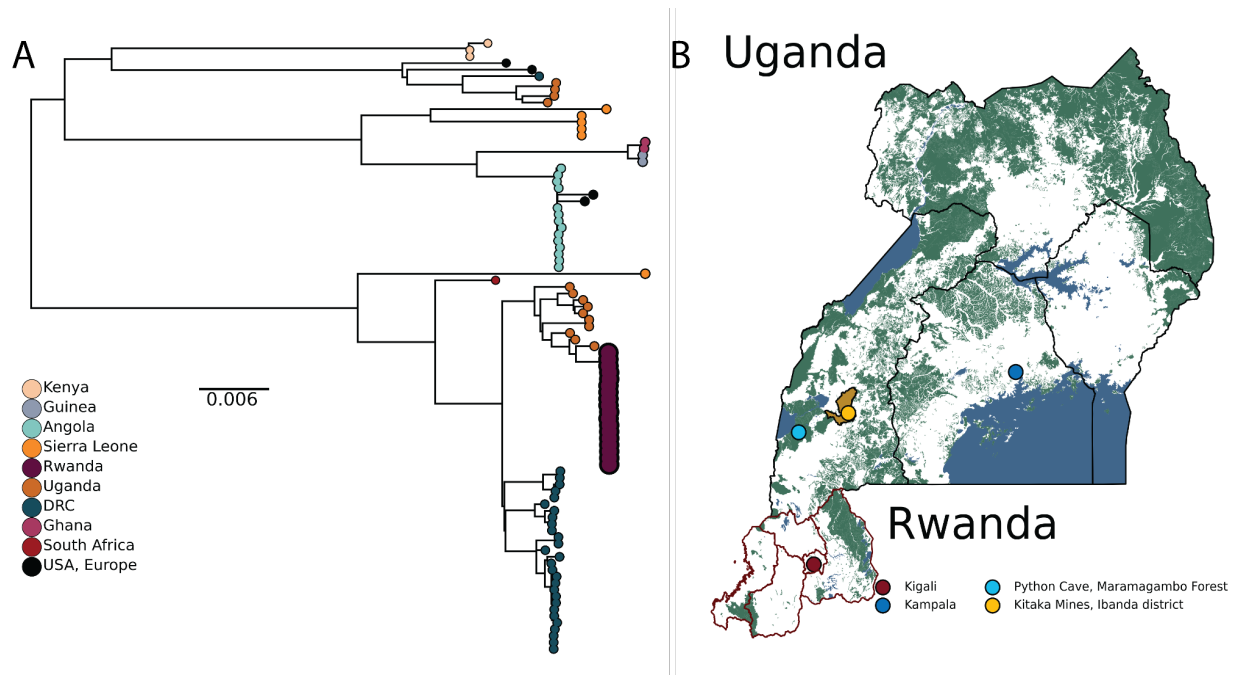 A
0.006
Kenya
Guinea
Angola
Sierra Leone
Rwanda
Uganda
DRC
Ghana
South Africa
USA, Europe
B
Uganda
Rwanda
Kigali
Kampala
Python Cave, Maramagambo Forest
Kitaka Mines, Ibanda district